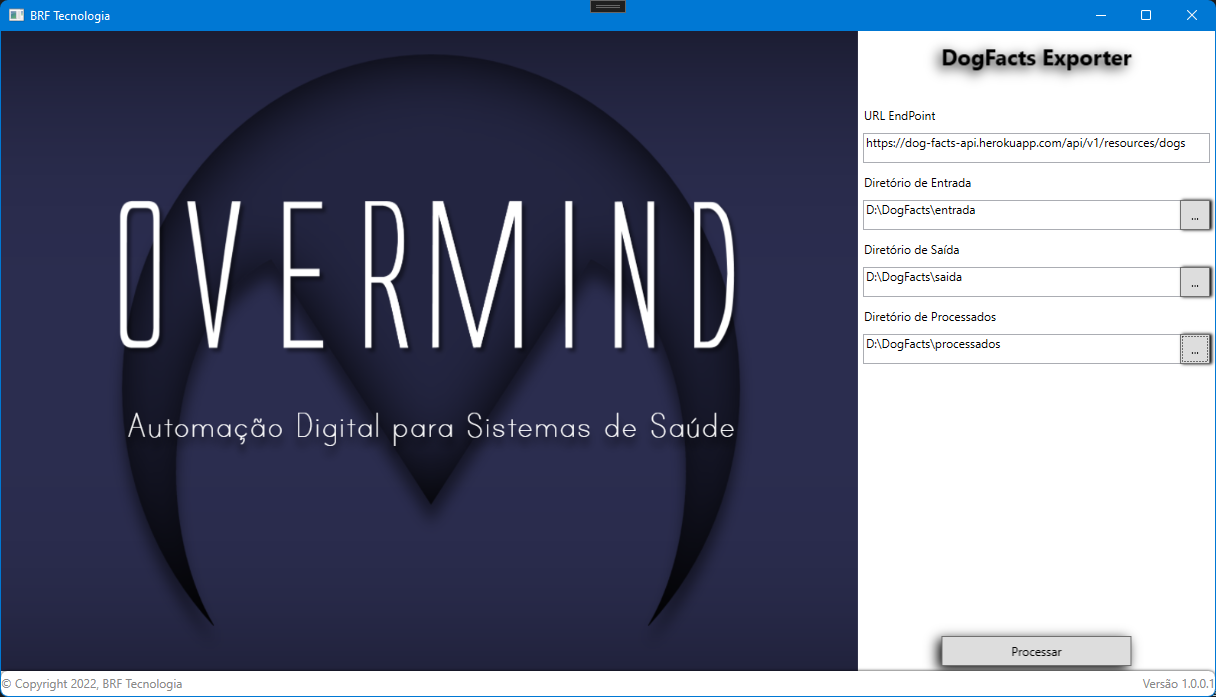 BRF Tecnologia
OVERMIND
Automação Digital para Sistemas de Saúde
DogFacts Exporter
URL EndPoint
https://dog-facts-api.herokuapp.com/api/v1/resources/dogs
Diretório de Entrada
D:\DogFacts\entrada
...
Diretório de Saída
D:\DogFacts\saida
...
Diretório de Processados
D:\DogFacts\processados
...
Processar
© Copyright 2022, BRF Tecnologia
Versão 1.0.0.1